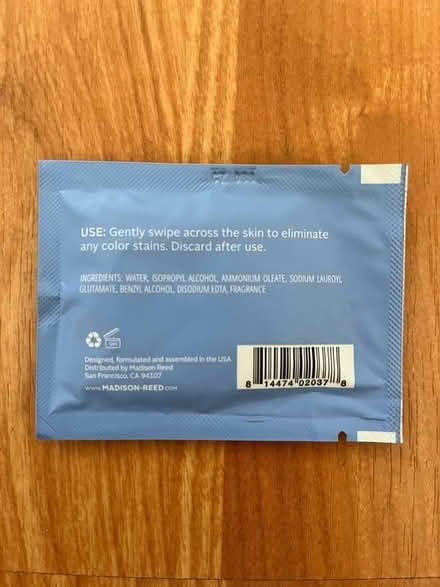 USE: Gently swipe across the skin to eliminate
any color stains. Discard after use.
INGREDIENTS: WATER, ISOPROPYL ALCOHOL, AMMONIUM OLEATE, SODIUM LAUROYL
GLUTAMATE, BENZYL ALCOHOL, DISODIUM EDTA, FRAGRANCE
Designed, formulated and assembled in the USA
Distributed by Madison Reed
San Francisco, CA 94107
WWW.MADISON-REED.COM
8 14474 02037 8